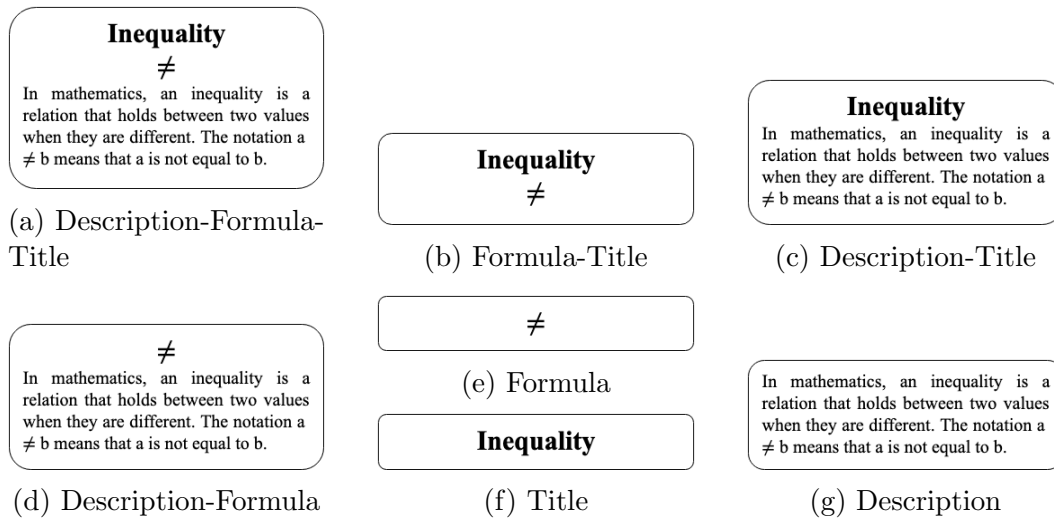 Inequality
≠
In mathematics, an inequality is a
relation that holds between two values
when they are different. The notation a
≠ b means that a is not equal to b.
(a) Description-Formula-
Title
Inequality
≠
(b) Formula-Title
Inequality
In mathematics, an inequality is a
relation that holds between two values
when they are different. The notation a
≠ b means that a is not equal to b.
(c) Description-Title
≠
In mathematics, an inequality is a
relation that holds between two values
when they are different. The notation a
≠ b means that a is not equal to b.
(d) Description-Formula
≠
(e) Formula
Inequality
(f) Title
In mathematics, an inequality is a
relation that holds between two values
when they are different. The notation a
≠ b means that a is not equal to b.
(g) Description